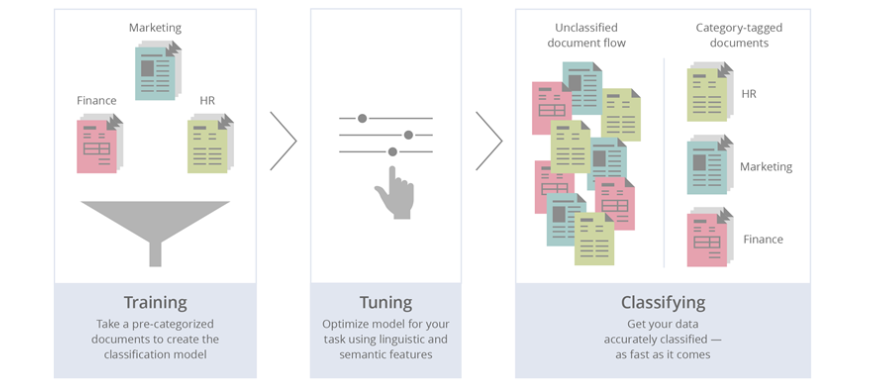 Marketing
Finance
HR
Training
Take a pre-categorized
documents to create the
classification model
Tuning
Optimize model for your
task using linguistic and
semantic features
Unclassified
document flow
Category-tagged
documents
HR
Marketing
Finance
Classifying
Get your data
accurately classified —
as fast as it comes